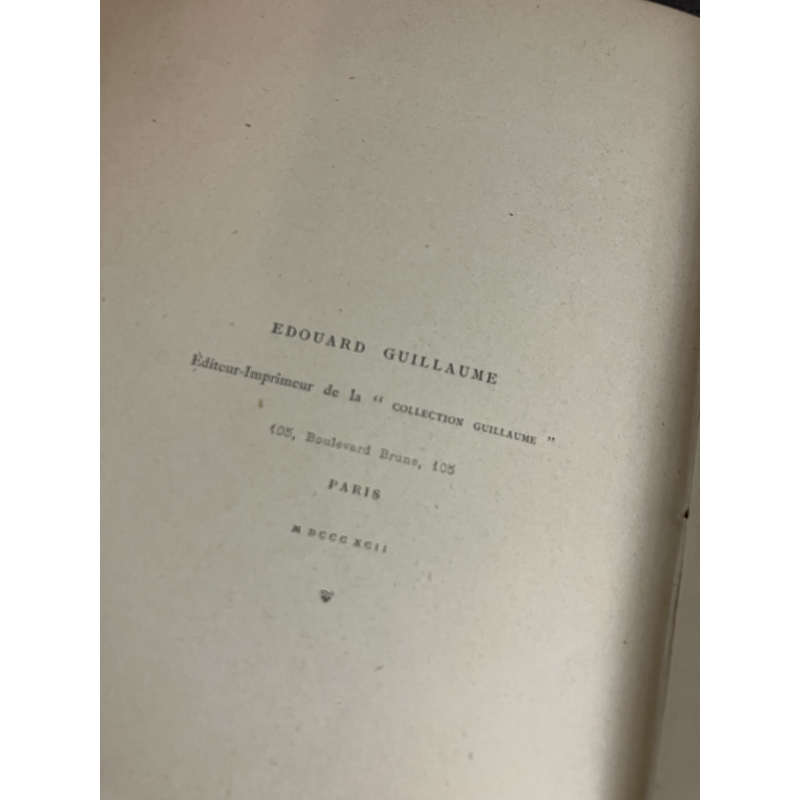 EDOUARD GUILLAUME
Éditeur-Imprimeur de la “ COLLECTION GUILLAUME ”
105, Boulevard Brune, 105
PARIS
M DCCC XCII